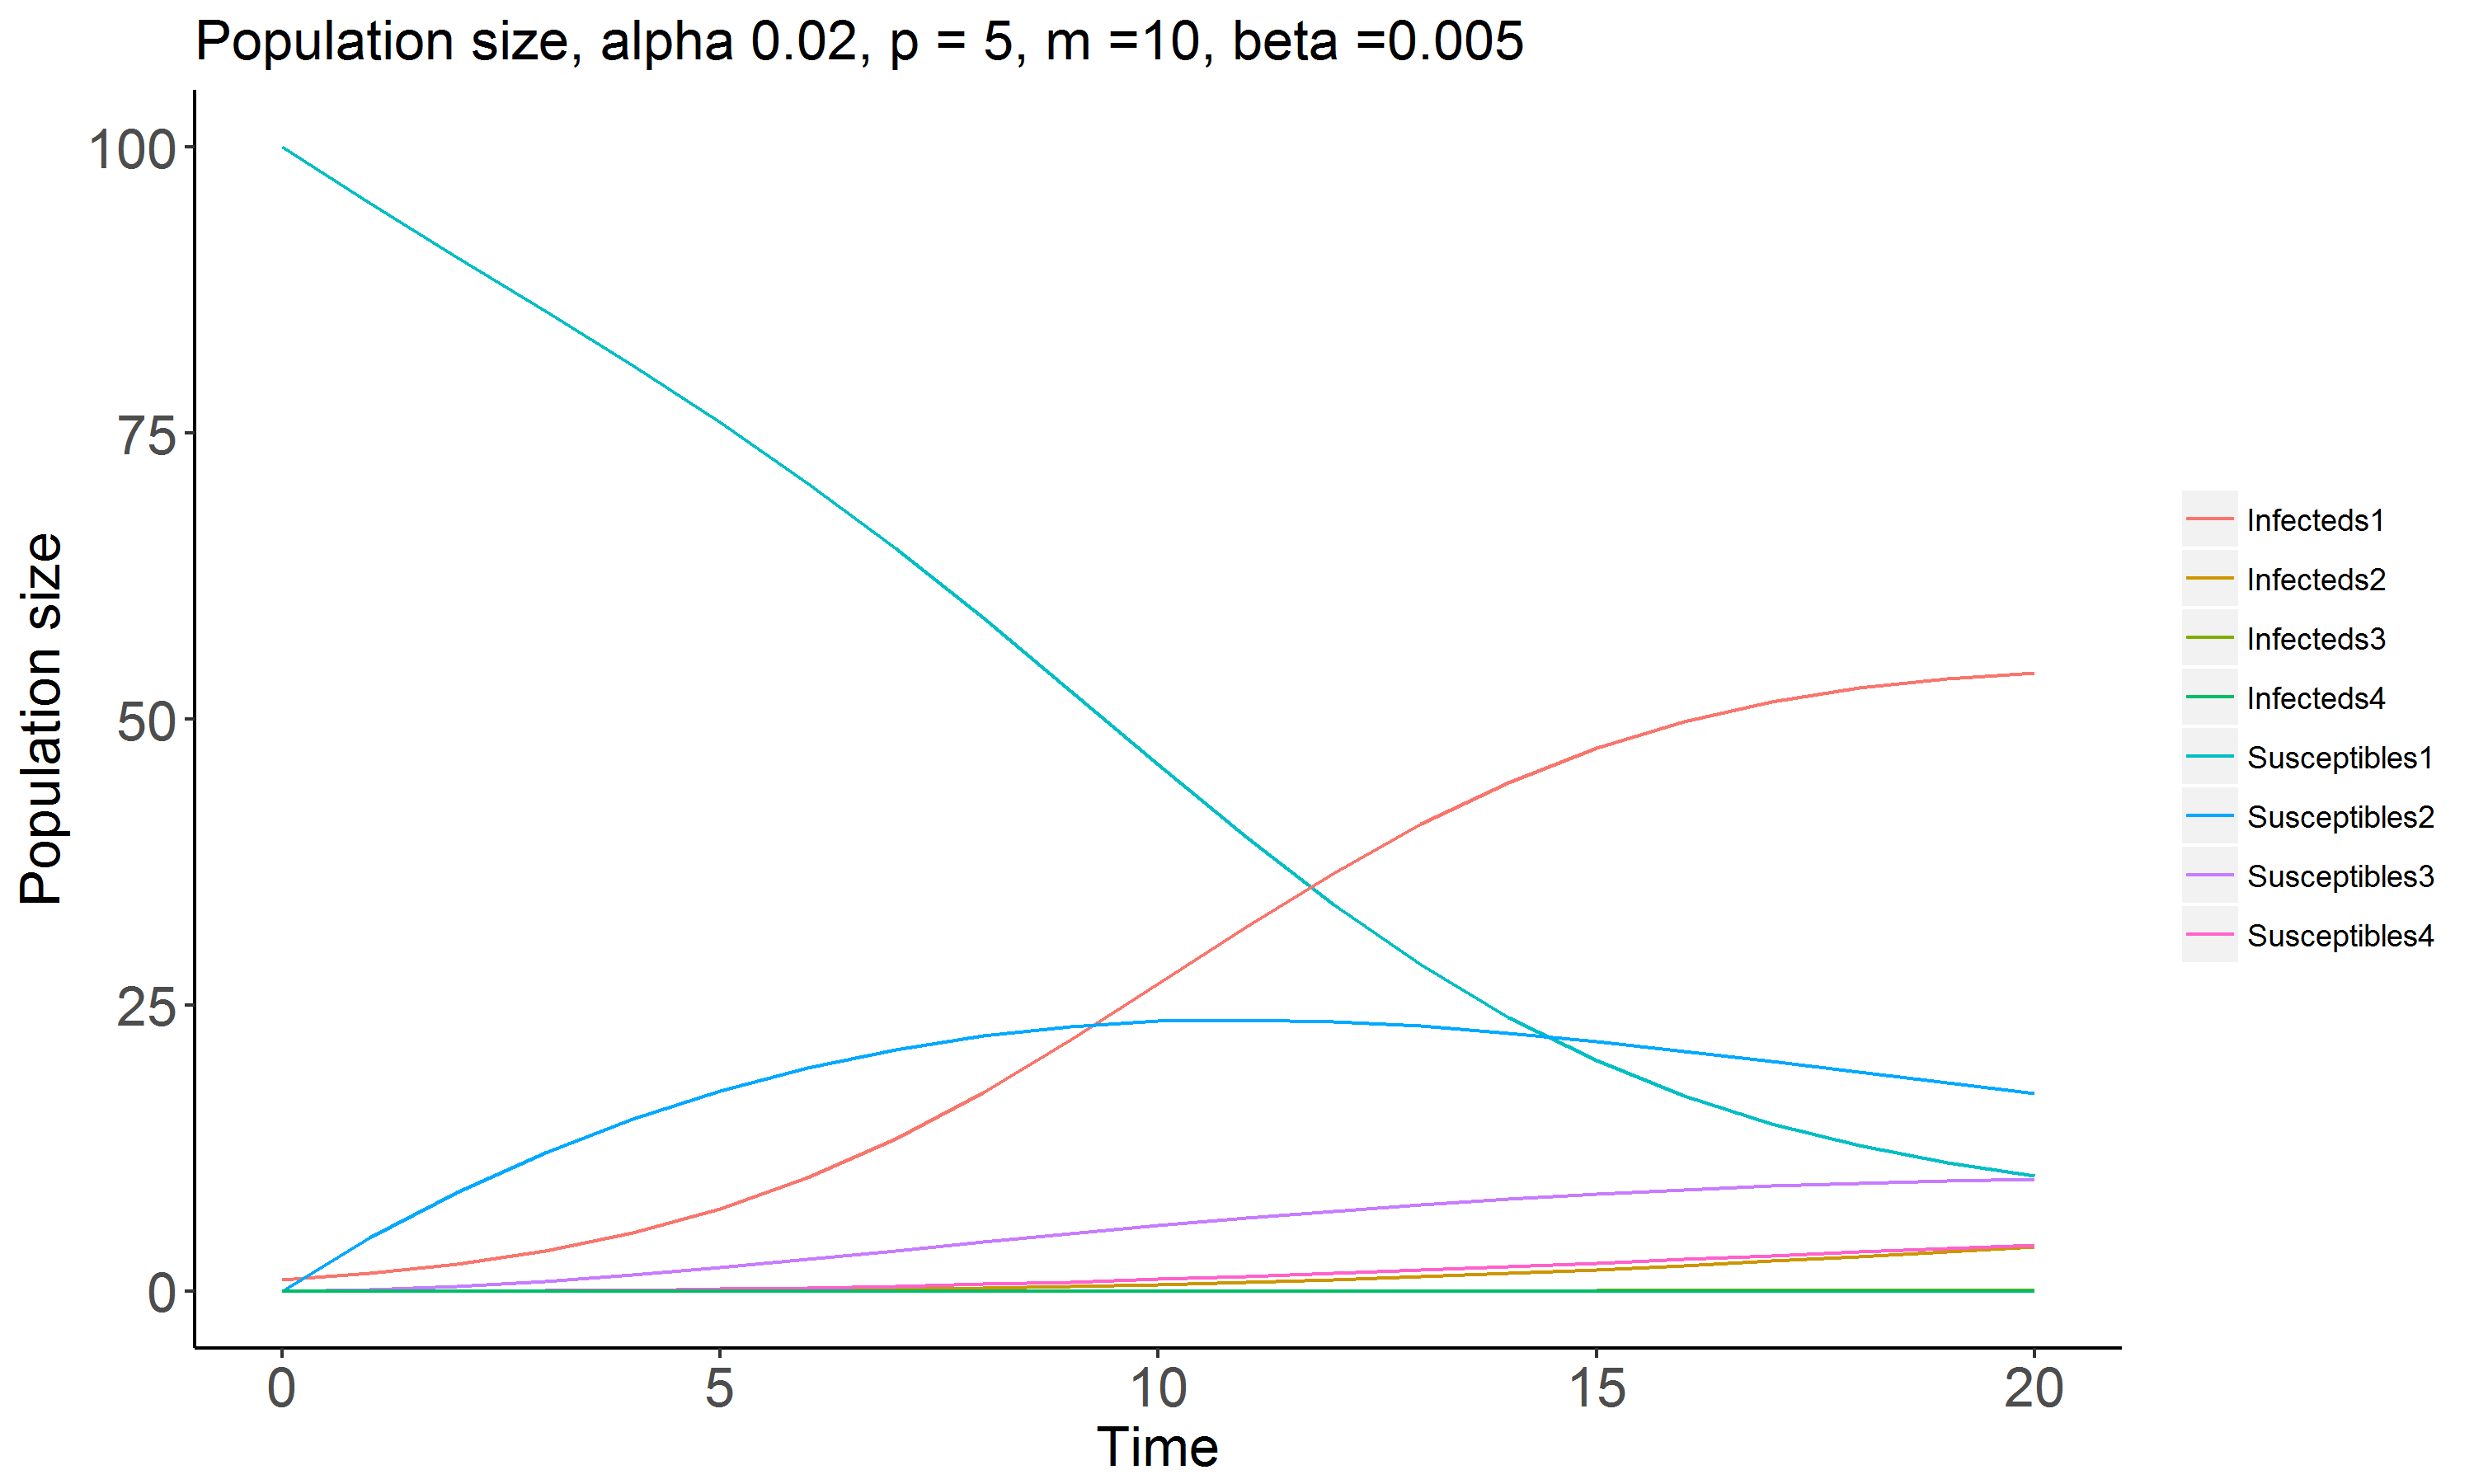 Population size, alpha 0.02, p = 5, m =10, beta =0.005
Population size
100
75
50
25
0
0 5 10 15 20
Time
Infecteds1
Infecteds2
Infecteds3
Infecteds4
Susceptibles1
Susceptibles2
Susceptibles3
Susceptibles4